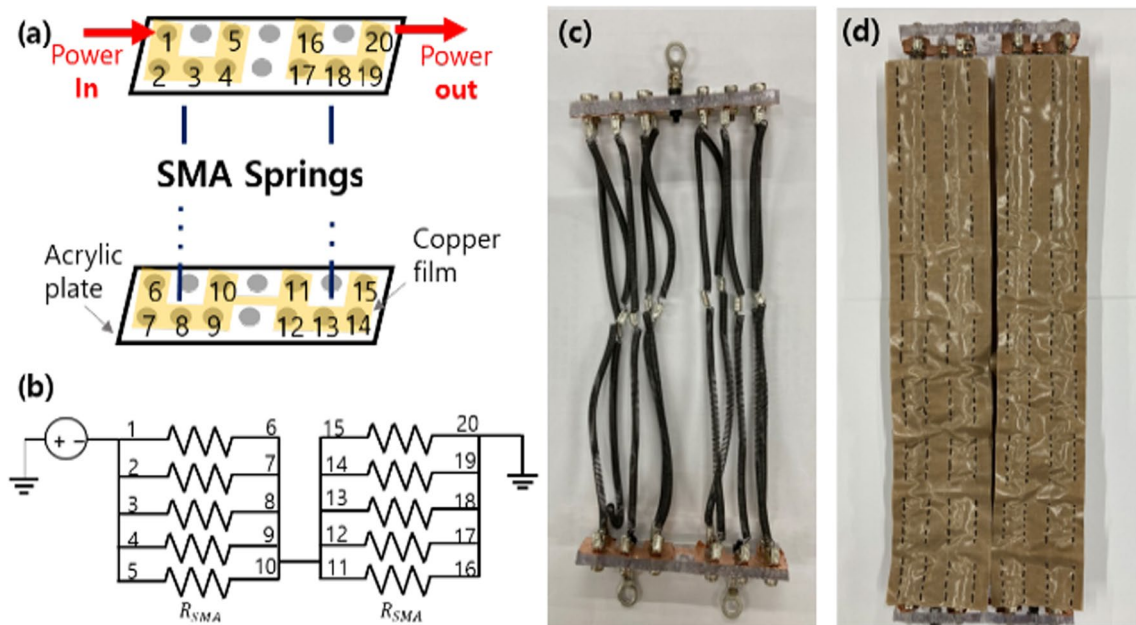 (a)
1 5 16 20
Power In
Power out
2 3 4 17 18 19
SMA Springs
Acrylic plate
Copper film
6 10 11 15
7 8 9 12 13 14
(b)
+ −
1 6 15 20
2 7 14 19
3 8 13 18
4 9 12 17
5 10 11 16
R_SMA R_SMA
(c)
(d)